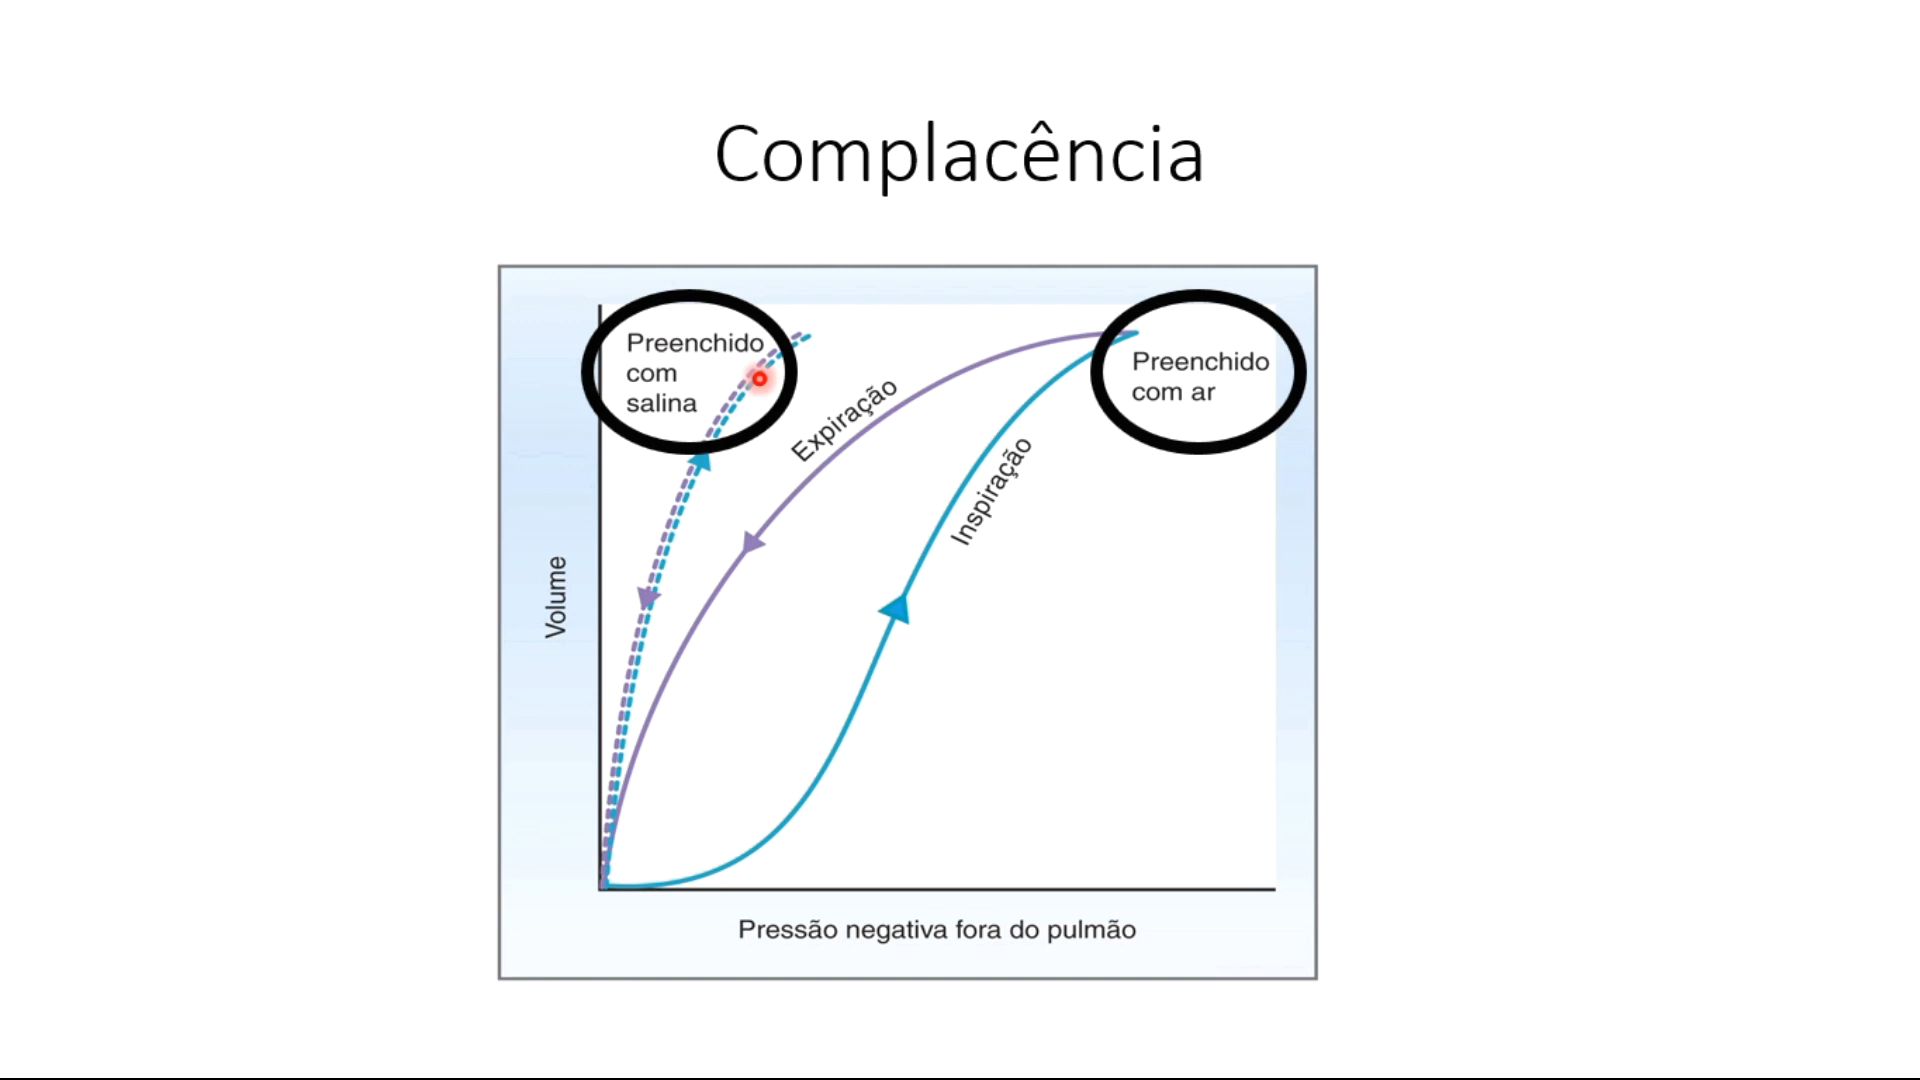 Complacência
Preenchido
com
salina
Preenchido
com ar
Expiração
Inspiração
Volume
Pressão negativa fora do pulmão